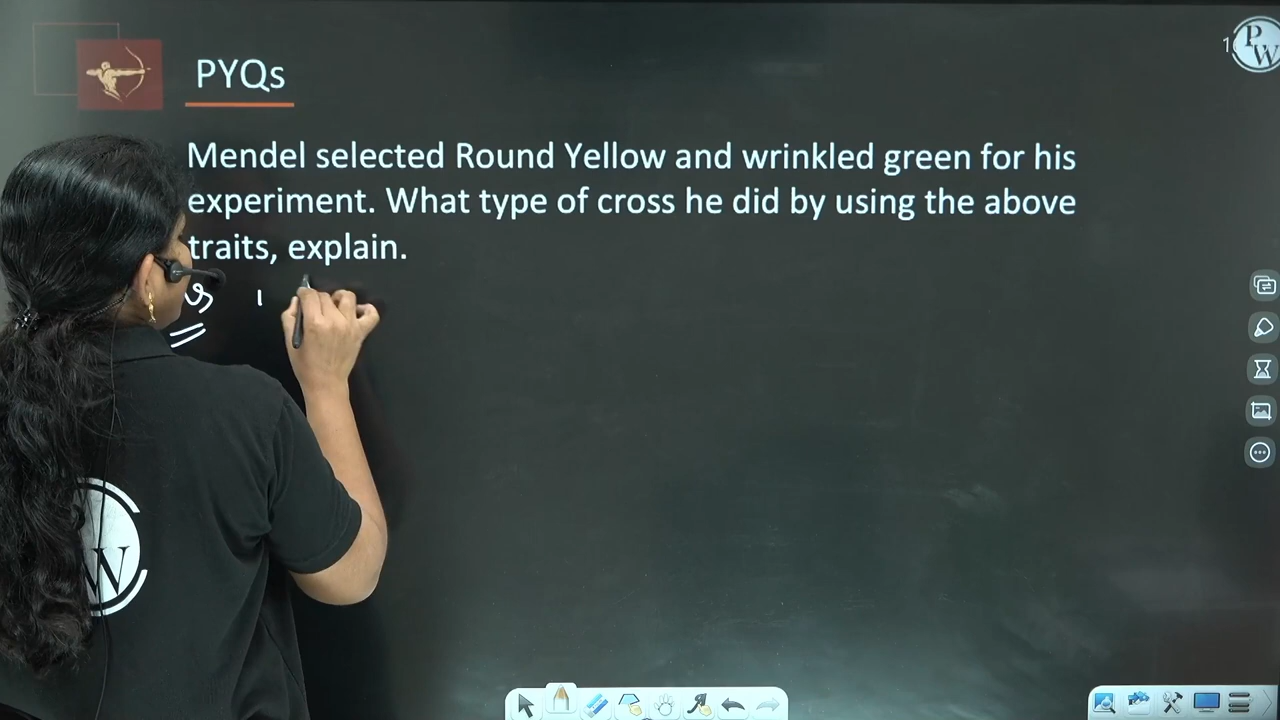 PYQs
Mendel selected Round Yellow and wrinkled green for his
experiment. What type of cross he did by using the above
traits, explain.
PW